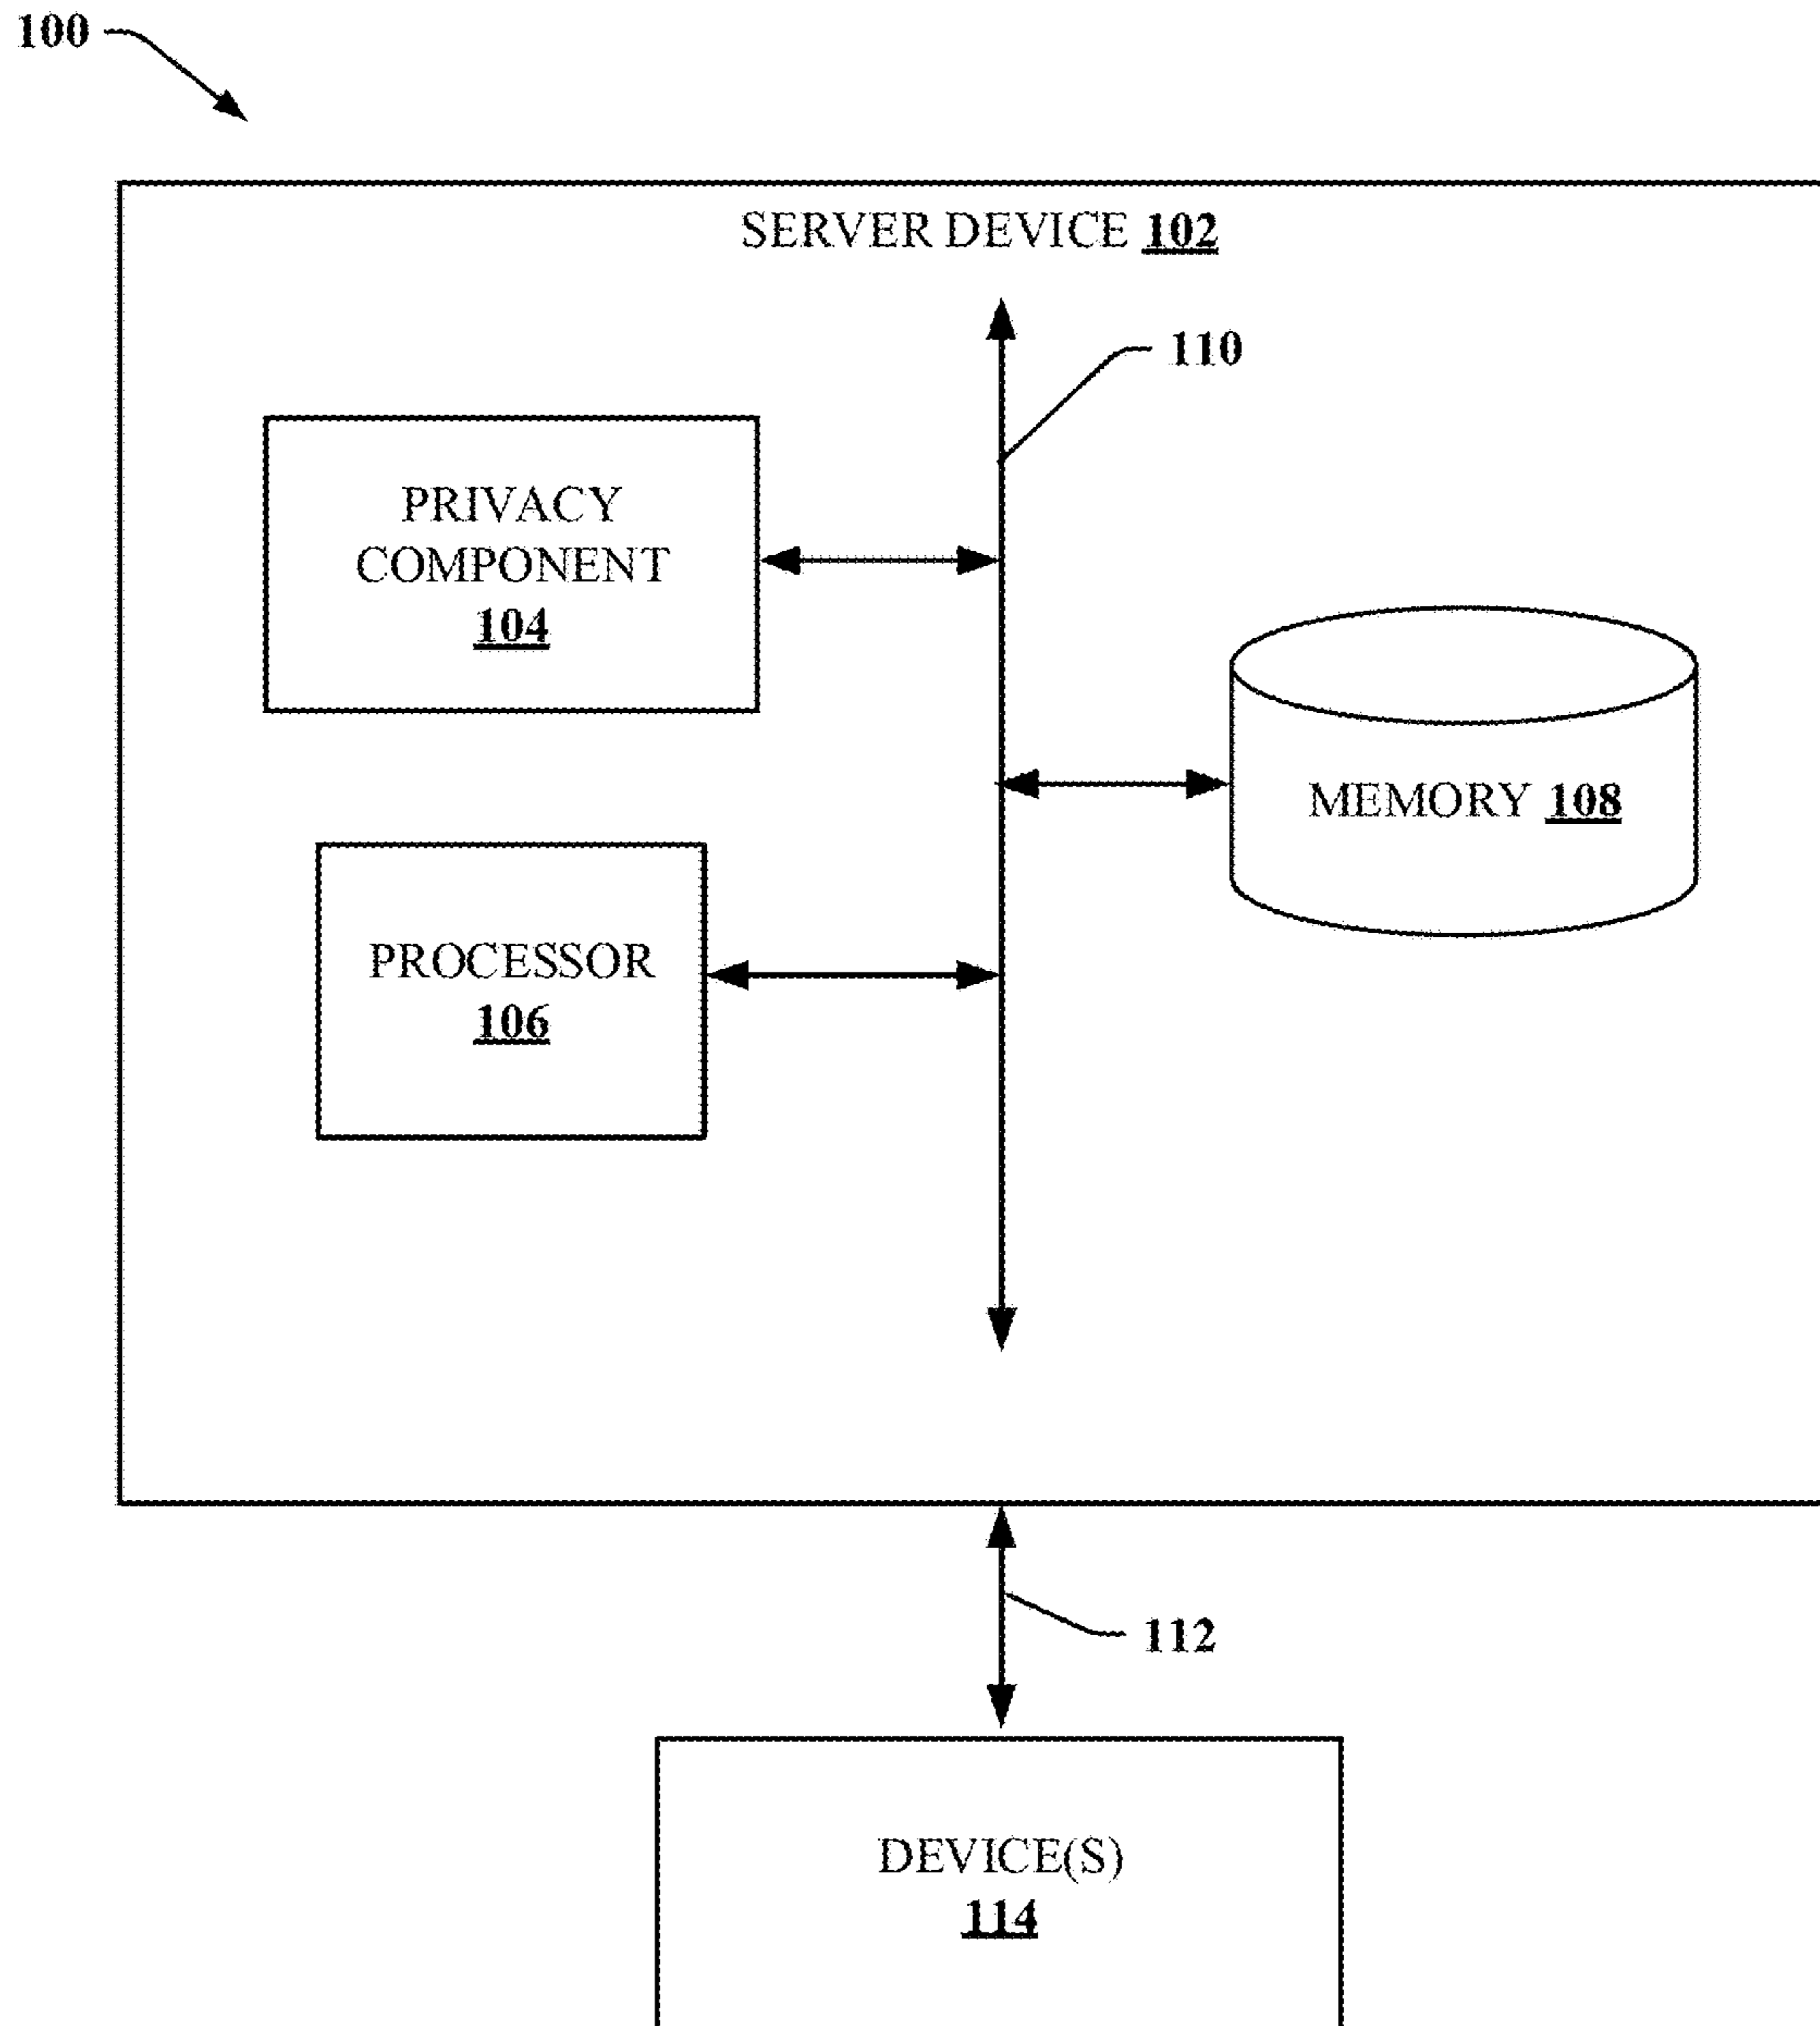 100
SERVER DEVICE 102
110
PRIVACY
COMPONENT
104
MEMORY 108
PROCESSOR
106
112
DEVICE(S)
114